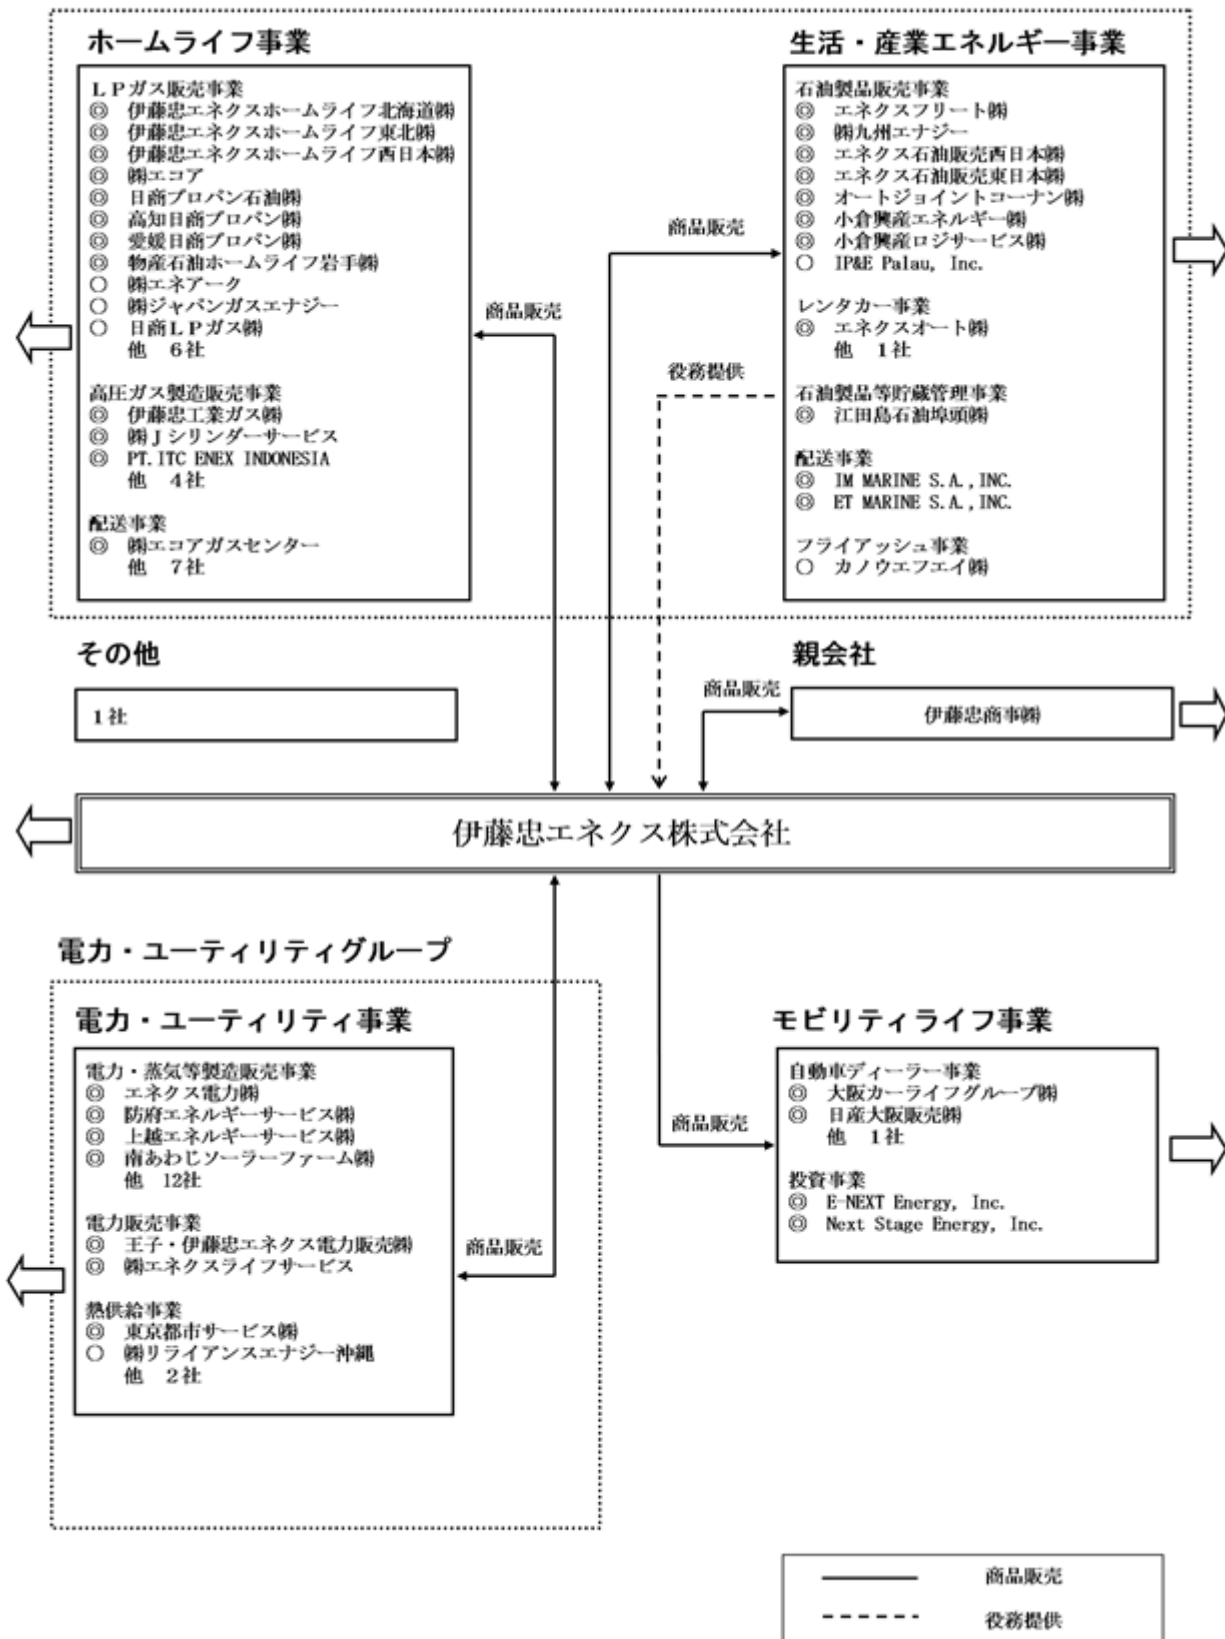 ホームライフ事業
ＬＰガス販売事業
◎ 伊藤忠エネクスホームライフ北海道㈱
◎ 伊藤忠エネクスホームライフ東北㈱
◎ 伊藤忠エネクスホームライフ西日本㈱
◎ ㈱エコア
◎ 日商プロパン石油㈱
◎ 高知日商プロパン㈱
◎ 愛媛日商プロパン㈱
◎ 物産石油ホームライフ岩手㈱
○ ㈱エネアーク
○ ㈱ジャパンガスエナジー
○ 日商ＬＰガス㈱
他 6社
高圧ガス製造販売事業
◎ 伊藤忠工業ガス㈱
◎ ㈱Ｊシリンダーサービス
◎ PT.ITC ENEX INDONESIA
他 4社
配送事業
◎ ㈱エコアガスセンター
他 7社
商品販売
生活・産業エネルギー事業
石油製品販売事業
◎ エネクスフリート㈱
◎ ㈱九州エナジー
◎ エネクス石油販売西日本㈱
◎ エネクス石油販売東日本㈱
◎ オートジョイントコーナン㈱
◎ 小倉興産エネルギー㈱
◎ 小倉興産ロジサービス㈱
○ IP&E Palau, Inc.
レンタカー事業
◎ エネクスオート㈱
他 1社
石油製品等貯蔵管理事業
◎ 江田島石油埠頭㈱
配送事業
◎ IM MARINE S.A.,INC.
◎ ET MARINE S.A.,INC.
フライアッシュ事業
○ カノウエフエイ㈱
商品販売
役務提供
その他
1社
親会社
商品販売
伊藤忠商事㈱
伊藤忠エネクス株式会社
電力・ユーティリティグループ
電力・ユーティリティ事業
電力・蒸気等製造販売事業
◎ エネクス電力㈱
◎ 防府エネルギーサービス㈱
◎ 上越エネルギーサービス㈱
◎ 南あわじソーラーファーム㈱
他 12社
電力販売事業
◎ 王子・伊藤忠エネクス電力販売㈱
◎ ㈱エネクスライフサービス
熱供給事業
◎ 東京都市サービス㈱
○ ㈱リライアンスエナジー沖縄
他 2社
商品販売
モビリティライフ事業
自動車ディーラー事業
◎ 大阪カーライフグループ㈱
◎ 日産大阪販売㈱
他 1社
投資事業
◎ E-NEXT Energy, Inc.
◎ Next Stage Energy, Inc.
商品販売
商品販売
役務提供